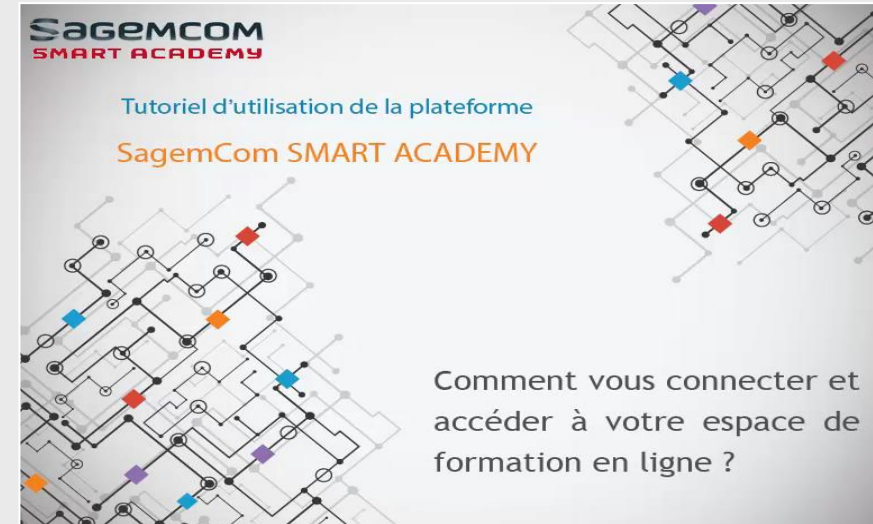 SAGEMCOM
SMART ACADEMY
Tutoriel d'utilisation de la plateforme
SagemCom SMART ACADEMY
Comment vous connecter et
accéder à votre espace de
formation en ligne ?